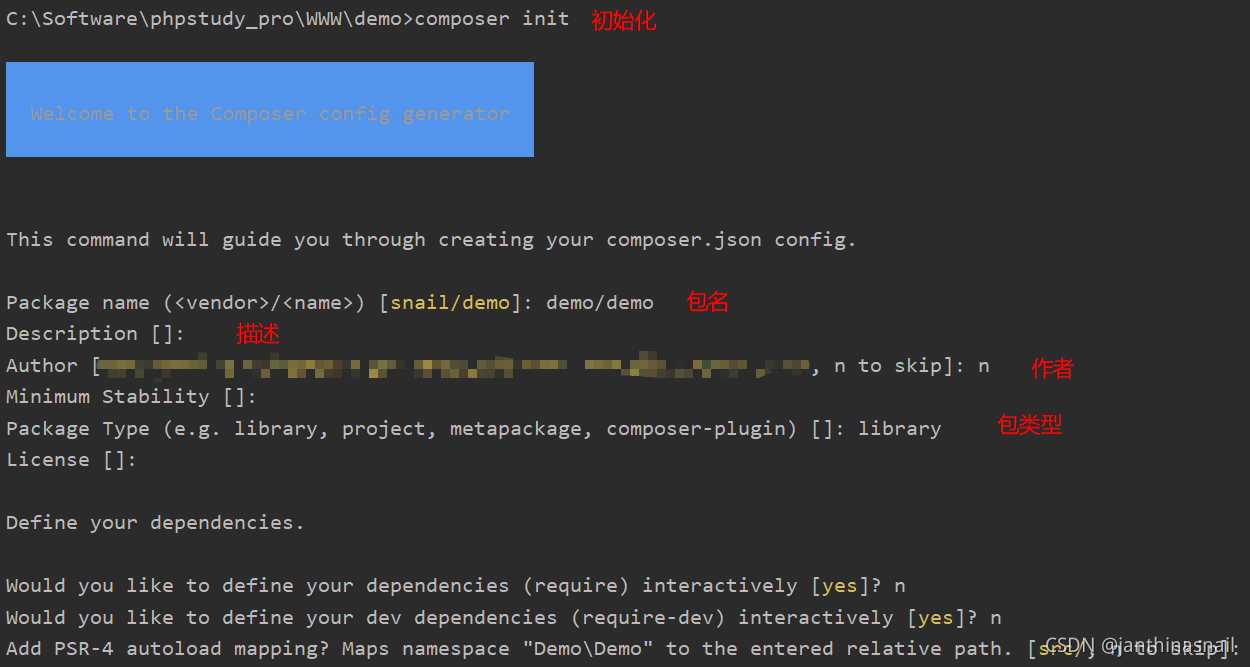 C:\Software\phpstudy_pro\WWW\demo>composer init 初始化
Welcome to the Composer config generator
This command will guide you through creating your composer.json config.
Package name (<vendor>/<name>) [snail/demo]: demo/demo 包名
Description []: 描述
Author [, n to skip]: n 作者
Minimum Stability []:
Package Type (e.g. library, project, metapackage, composer-plugin) []: library 包类型
License []:
Define your dependencies.
Would you like to define your dependencies (require) interactively [yes]? n
Would you like to define your dev dependencies (require-dev) interactively [yes]? n
Add PSR-4 autoload mapping? Maps namespace "Demo\Demo" to the entered relative path. [src/, n to skip]:
CSDN @janthinasnail